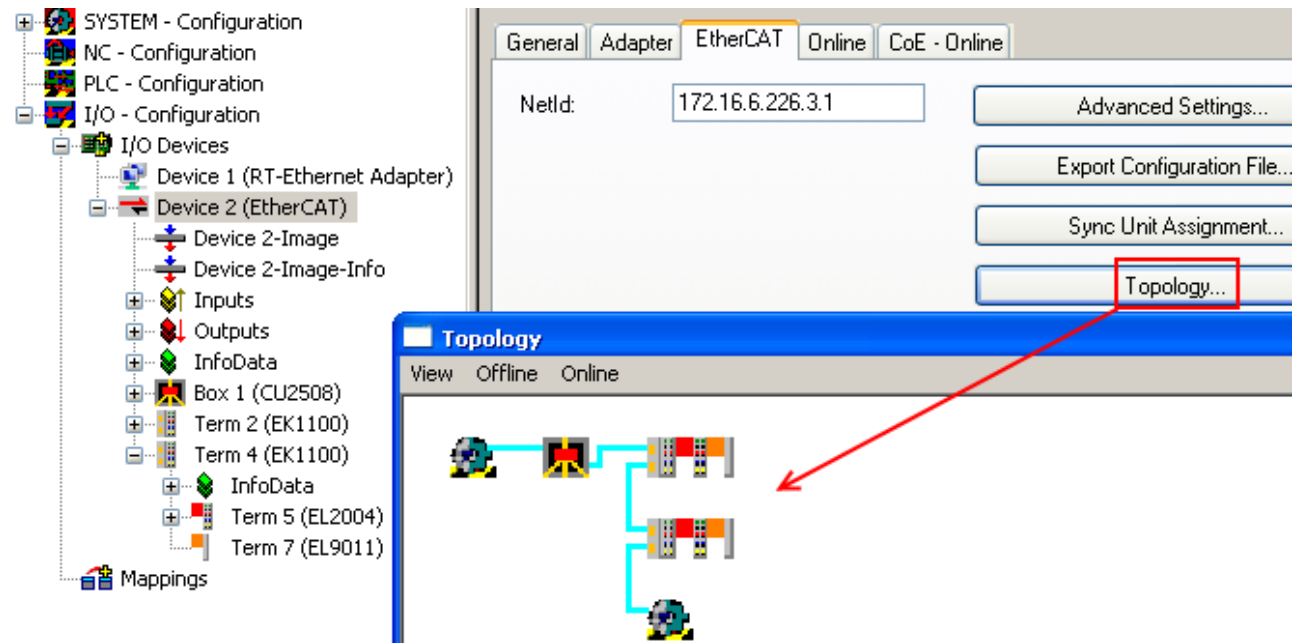 SYSTEM - Configuration
NC - Configuration
PLC - Configuration
I/O - Configuration
I/O Devices
Device 1 (RT-Ethernet Adapter)
Device 2 (EtherCAT)
Device 2-Image
Device 2-Image-Info
Inputs
Outputs
InfoData
Box 1 (CU2508)
Term 2 (EK1100)
Term 4 (EK1100)
InfoData
Term 5 (EL2004)
Term 7 (EL9011)
Mappings
General Adapter EtherCAT Online CoE - Online
NetId: 172.16.6.226.3.1 Advanced Settings...
Export Configuration File...
Sync Unit Assignment...
Topology...
Topology
View Offline Online